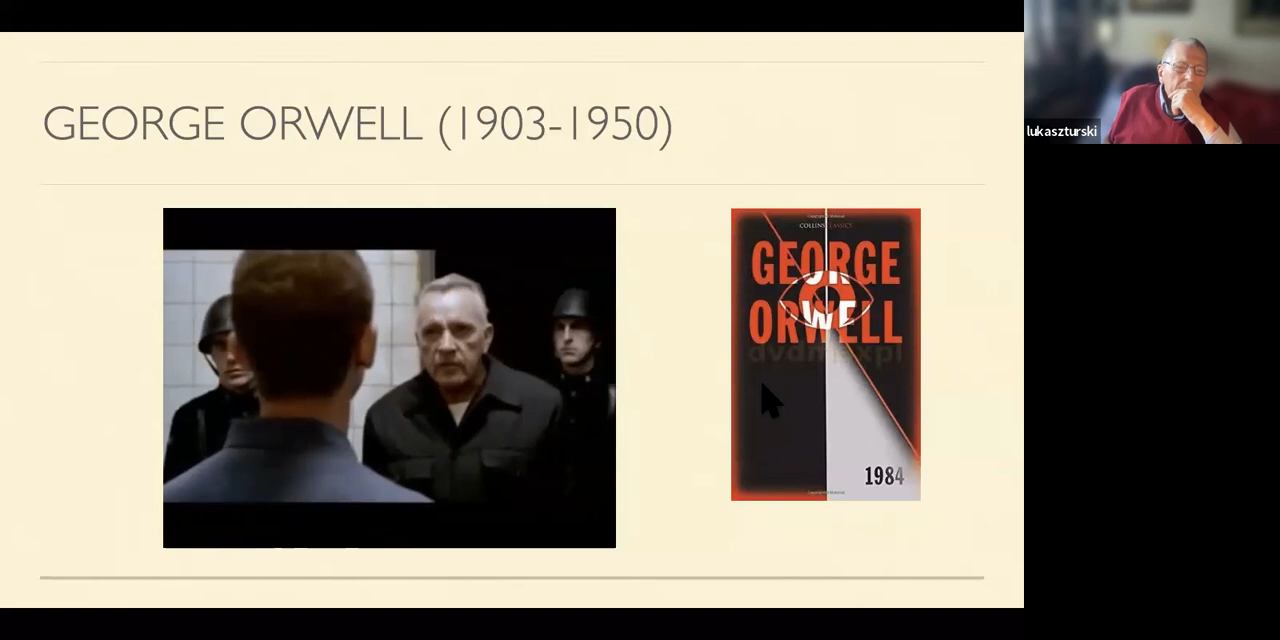 GEORGE ORWELL (1903-1950)
COLLINS CLASSICS
GEORGE
ORWELL
1984
lukaszturski